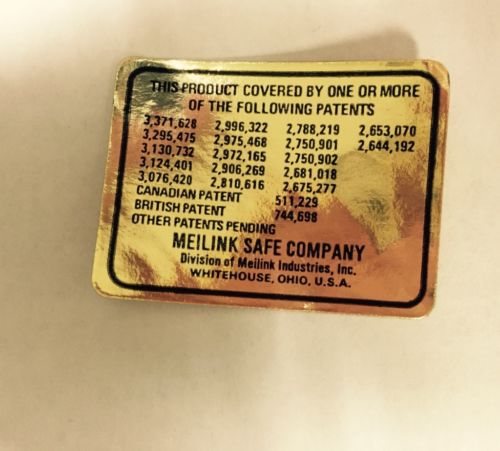 THIS PRODUCT COVERED BY ONE OR MORE
OF THE FOLLOWING PATENTS
3,371,628 2,996,322 2,788,219 2,653,070
3,295,475 2,975,468 2,750,901 2,644,192
3,130,732 2,972,165 2,750,902
3,124,401 2,906,269 2,681,018
3,076,420 2,810,616 2,675,277
CANADIAN PATENT 511,229
BRITISH PATENT 744,698
OTHER PATENTS PENDING
MEILINK SAFE COMPANY
Division of Meilink Industries, Inc.
WHITEHOUSE, OHIO, U.S.A.